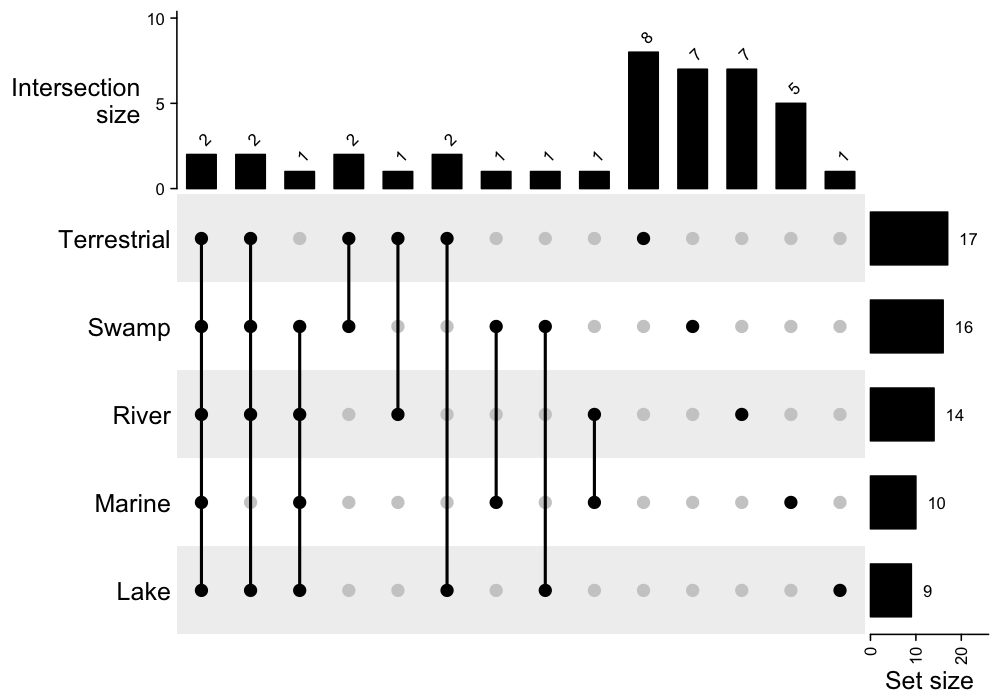 10
5
0
Intersection
size
2 2 1 2 1 2 1 1 1 8 7 7 5 1
Terrestrial 17
Swamp 16
River 14
Marine 10
Lake 9
0 10 20
Set size